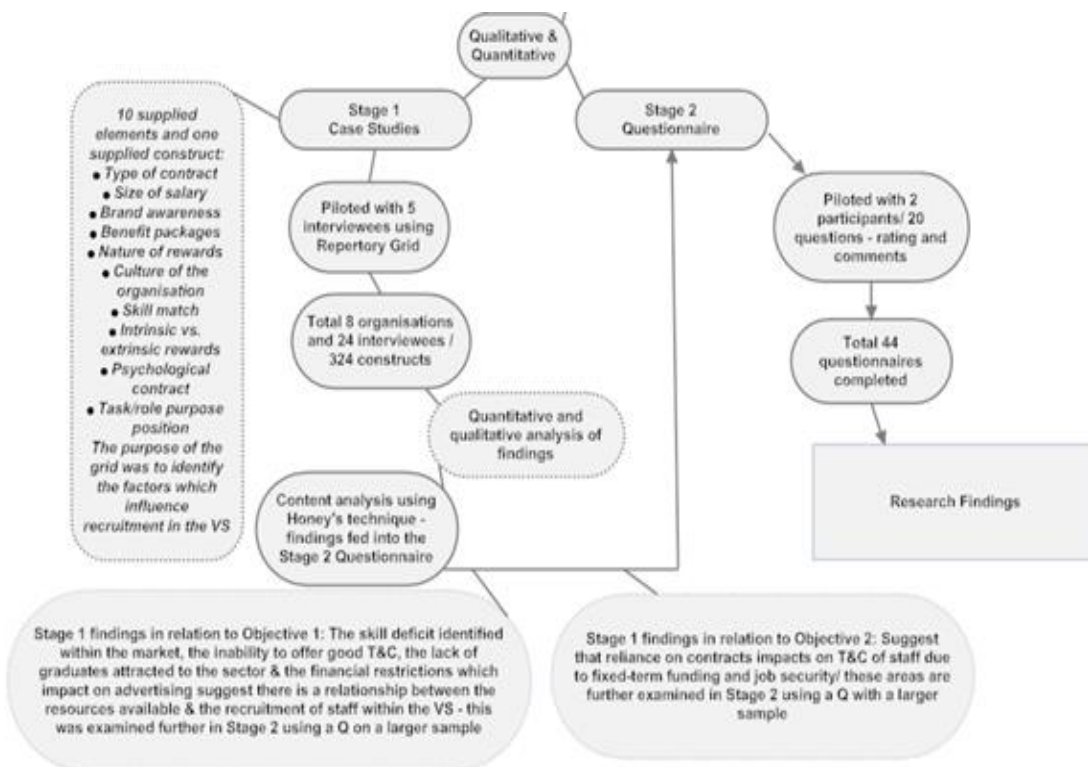 Qualitative &
Quantitative
10 supplied
elements and one
supplied construct:
● Type of contract
● Size of salary
● Brand awareness
● Benefit packages
● Nature of rewards
● Culture of the
organisation
● Skill match
● Intrinsic vs.
extrinsic rewards
● Psychological
contract
● Task/role purpose
position
The purpose of the
grid was to identify
the factors which
influence
recruitment in the VS
Stage 1
Case Studies
Piloted with 5
interviewees using
Repertory Grid
Total 8 organisations
and 24 interviewees /
324 constructs
Quantitative and
qualitative analysis of
findings
Content analysis using
Honey's technique -
findings fed into the
Stage 2 Questionnaire
Stage 2
Questionnaire
Piloted with 2
participants/ 20
questions - rating and
comments
Total 44
questionnaires
completed
Research Findings
Stage 1 findings in relation to Objective 1: The skill deficit identified
within the market, the inability to offer good T&C, the lack of
graduates attracted to the sector & the financial restrictions which
impact on advertising suggest there is a relationship between the
resources available & the recruitment of staff within the VS - this
was examined further in Stage 2 using a Q on a larger sample
Stage 1 findings in relation to Objective 2: Suggest
that reliance on contracts impacts on T&C of staff due
to fixed-term funding and job security/ these areas are
further examined in Stage 2 using a Q with a larger
sample